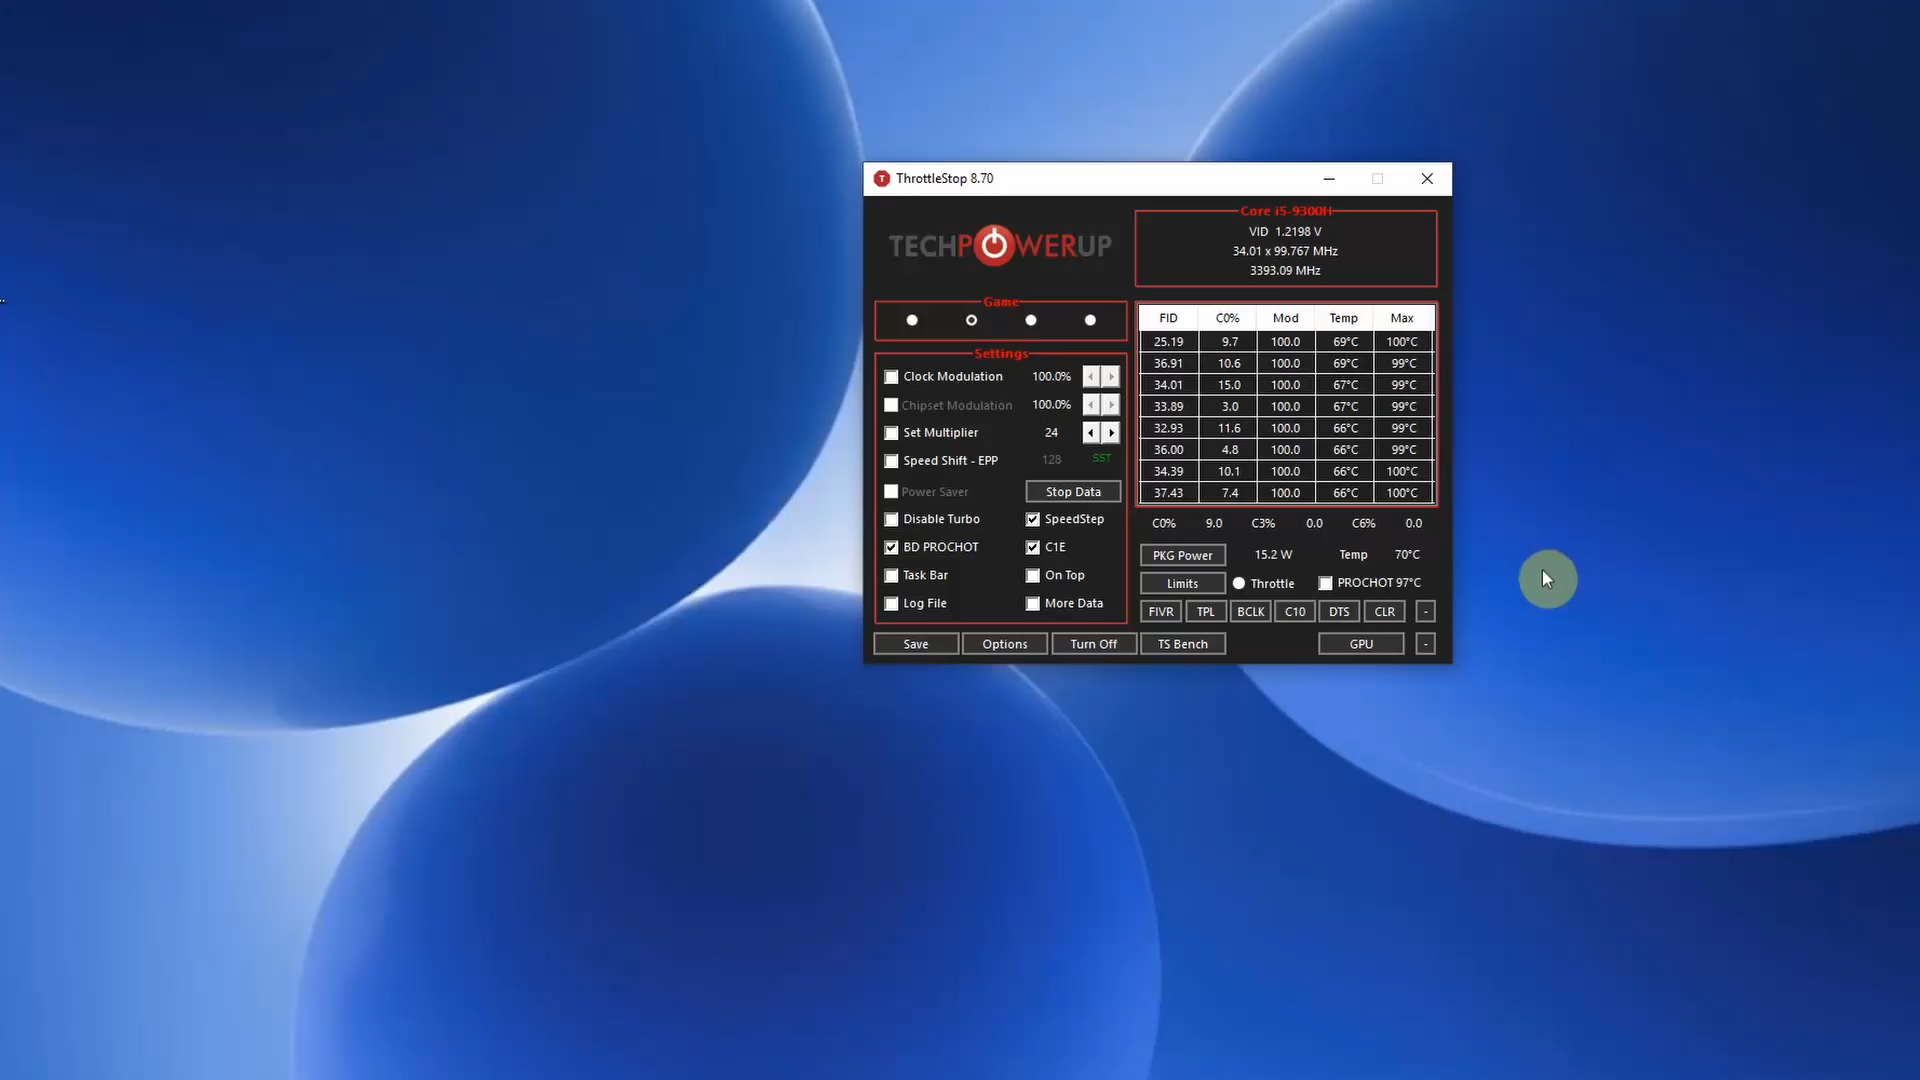 ThrottleStop 8.70
TECHPOWERUP
Core i5-9300H
VID 1.2198 V
34.01 x 99.767 MHz
3393.09 MHz
Game
Settings
Clock Modulation 100.0%
Chipset Modulation 100.0%
Set Multiplier 24
Speed Shift - EPP 128 SST
Power Saver Stop Data
Disable Turbo SpeedStep
BD PROCHOT C1E
Task Bar On Top
Log File More Data
FID C0% Mod Temp Max
25.19 9.7 100.0 69°C 100°C
36.91 10.6 100.0 69°C 99°C
34.01 15.0 100.0 67°C 99°C
33.89 3.0 100.0 67°C 99°C
32.93 11.6 100.0 66°C 99°C
36.00 4.8 100.0 66°C 99°C
34.39 10.1 100.0 66°C 100°C
37.43 7.4 100.0 66°C 100°C
C0% 9.0 C3% 0.0 C6% 0.0
PKG Power 15.2 W Temp 70°C
Limits Throttle PROCHOT 97°C
FIVR TPL BCLK C10 DTS CLR -
Save Options Turn Off TS Bench GPU -